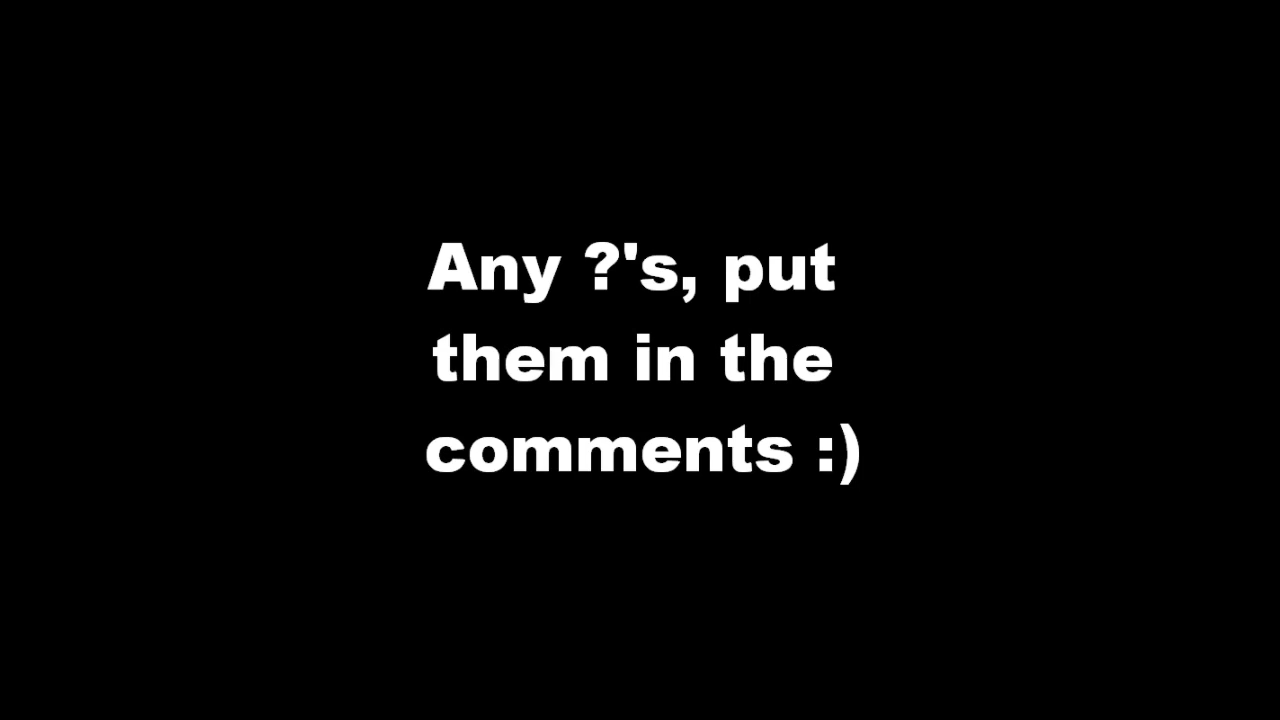 Any ?'s, put
them in the
comments :)